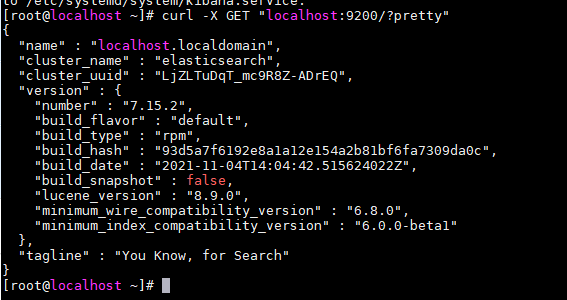 to /etc/systemd/system/kibana.service.
[root@localhost ~]# curl -X GET "localhost:9200/?pretty"
{
  "name" : "localhost.localdomain",
  "cluster_name" : "elasticsearch",
  "cluster_uuid" : "LjZLTuDqT_mc9R8Z-ADrEQ",
  "version" : {
    "number" : "7.15.2",
    "build_flavor" : "default",
    "build_type" : "rpm",
    "build_hash" : "93d5a7f6192e8a1a12e154a2b81bf6fa7309da0c",
    "build_date" : "2021-11-04T14:04:42.515624022Z",
    "build_snapshot" : false,
    "lucene_version" : "8.9.0",
    "minimum_wire_compatibility_version" : "6.8.0",
    "minimum_index_compatibility_version" : "6.0.0-beta1"
  },
  "tagline" : "You Know, for Search"
}
[root@localhost ~]#